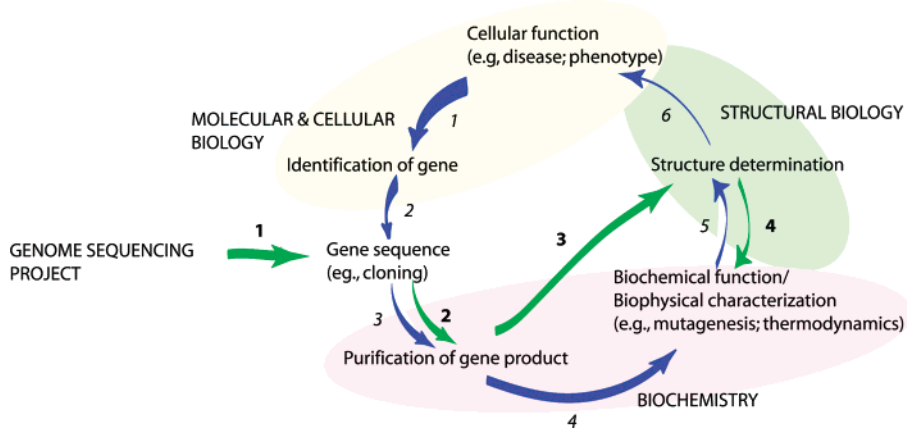 Cellular function
(e.g, disease; phenotype)
MOLECULAR & CELLULAR
BIOLOGY
1
6
STRUCTURAL BIOLOGY
Identification of gene
Structure determination
2
1
3
5
4
GENOME SEQUENCING
PROJECT
Gene sequence
(eg., cloning)
Biochemical function/
Biophysical characterization
(e.g., mutagenesis; thermodynamics)
3
2
Purification of gene product
BIOCHEMISTRY
4